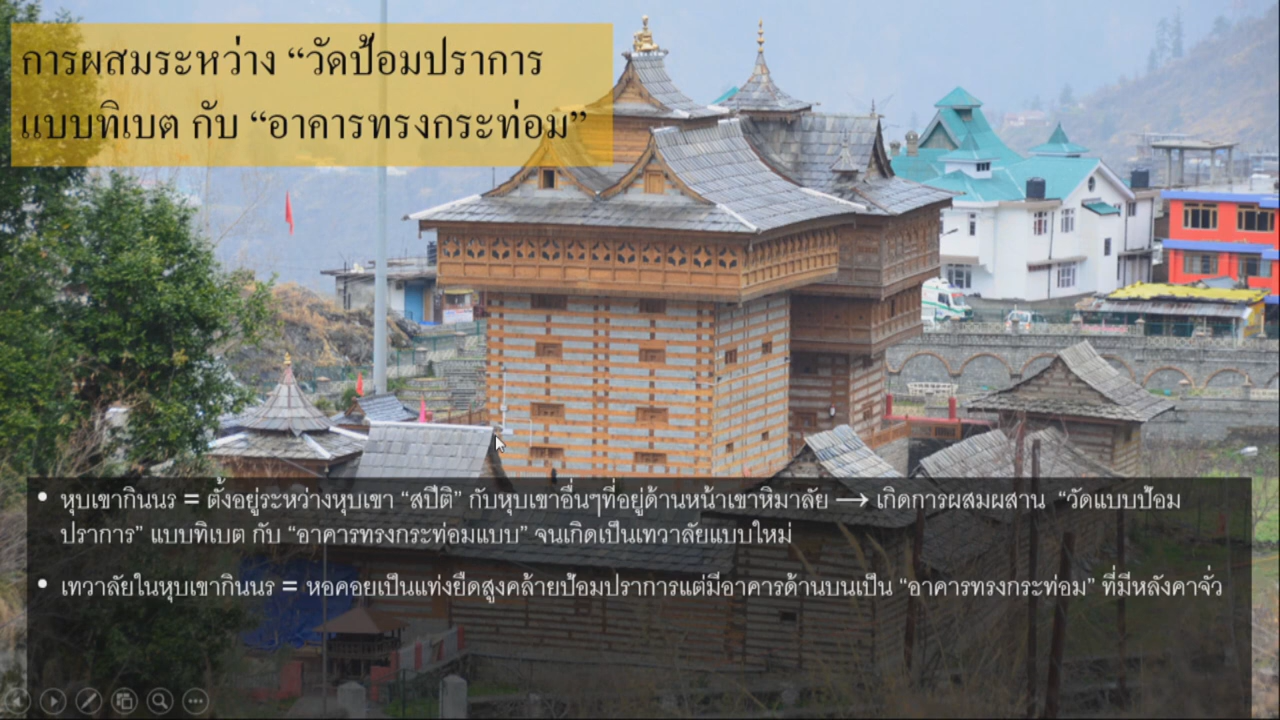 การผสมระหว่าง “วัดป้อมปราการ
แบบทิเบต กับ “อาคารทรงกระท่อม”
• หุบเขากินนร = ตั้งอยู่ระหว่างหุบเขา “สปีติ” กับหุบเขาอื่นๆที่อยู่ด้านหน้าเขาหิมาลัย → เกิดการผสมผสาน “วัดแบบป้อม
ปราการ” แบบทิเบต กับ “อาคารทรงกระท่อมแบบ” จนเกิดเป็นเทวาลัยแบบใหม่
• เทวาลัยในหุบเขากินนร = หอคอยเป็นแท่งยืดสูงคล้ายป้อมปราการแต่มีอาคารด้านบนเป็น “อาคารทรงกระท่อม” ที่มีหลังคาจั่ว